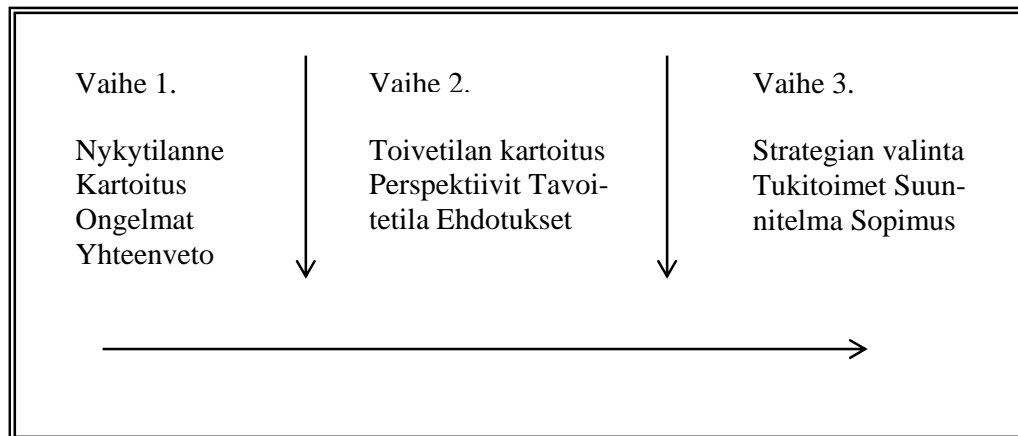 Vaihe 1.
Nykytilanne
Kartoitus
Ongelmat
Yhteenveto
Vaihe 2.
Toivetilan kartoitus
Perspektiivit Tavoi-
tetila Ehdotukset
Vaihe 3.
Strategian valinta
Tukitoimet Suun-
nitelma Sopimus